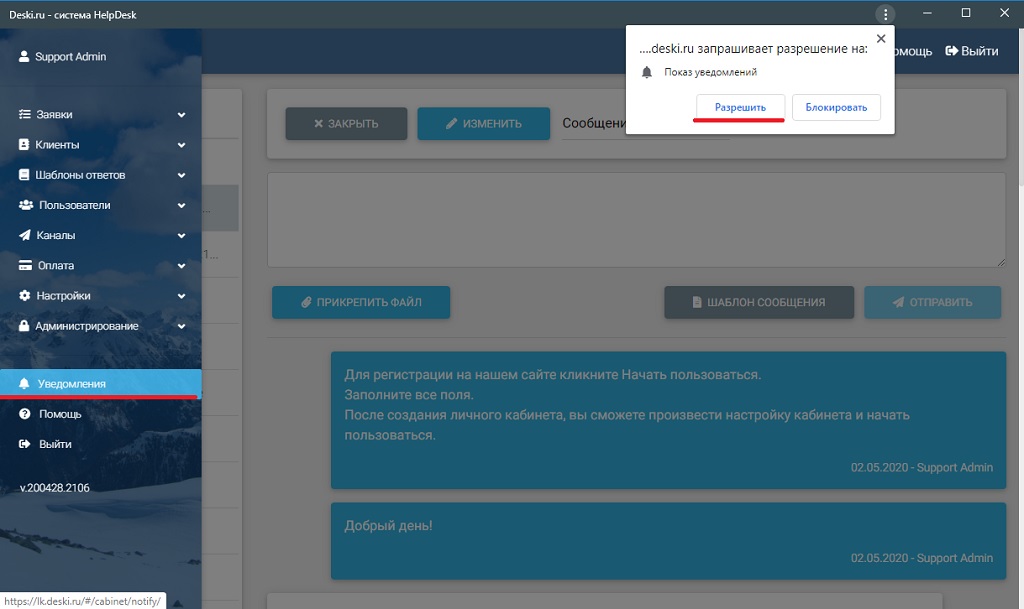 Deski.ru - система HelpDesk
Support Admin
Заявки
Клиенты
Шаблоны ответов
Пользователи
Каналы
Оплата
Настройки
Администрирование
Уведомления
Помощь
Выйти
v.200428.2106
https://lk.deski.ru/#/cabinet/notify/
...
1...
омощь
Выйти
....deski.ru запрашивает разрешение на:
Показ уведомлений
Разрешить
Блокировать
ЗАКРЫТЬ
ИЗМЕНИТЬ
Сообщени
ПРИКРЕПИТЬ ФАЙЛ
ШАБЛОН СООБЩЕНИЯ
ОТПРАВИТЬ
Для регистрации на нашем сайте кликните Начать пользоваться.
Заполните все поля.
После создания личного кабинета, вы сможете произвести настройку кабинета и начать
пользоваться.
02.05.2020 - Support Admin
Добрый день!
02.05.2020 - Support Admin